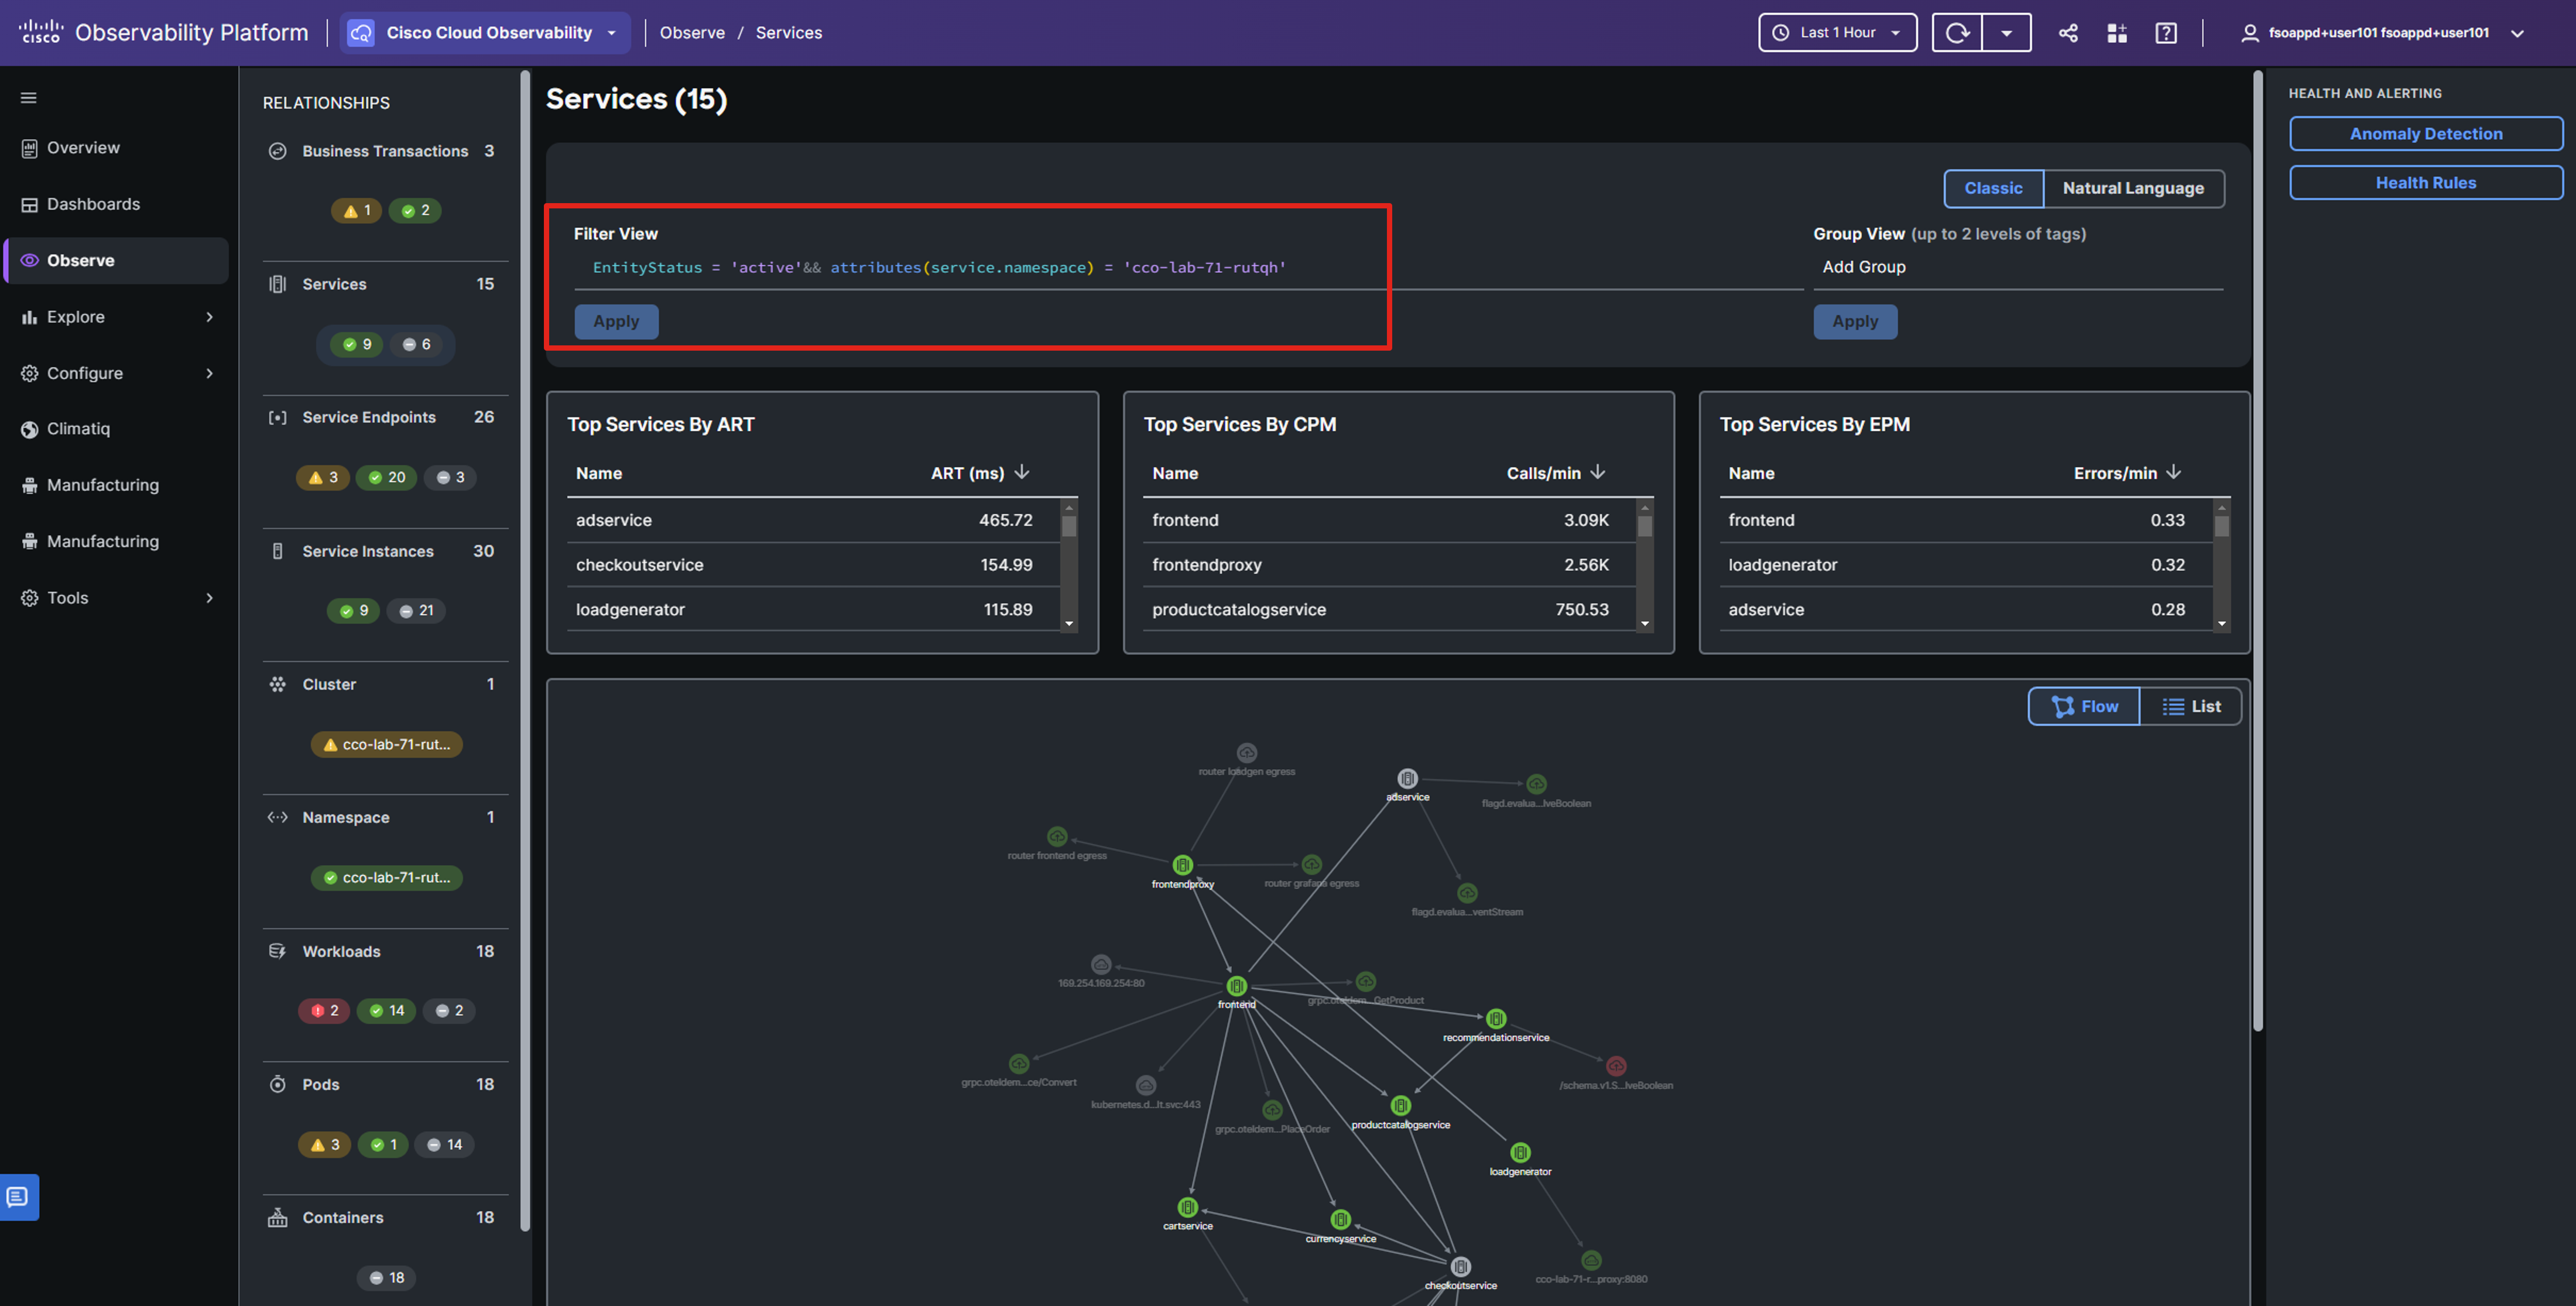 CISCO Observability Platform
Cisco Cloud Observability
Observe / Services
Last 1 Hour
fsoappd+user101 fsoappd+user101
Overview
Dashboards
Observe
Explore
Configure
Climatiq
Manufacturing
Manufacturing
Tools
RELATIONSHIPS
Business Transactions 3
1 2
Services 15
9 6
Service Endpoints 26
3 20 3
Service Instances 30
9 21
Cluster 1
cco-lab-71-rut...
Namespace 1
cco-lab-71-rut...
Workloads 18
2 14 2
Pods 18
3 1 14
Containers 18
18
Services (15)
Classic Natural Language
Filter View
EntityStatus = 'active'&& attributes(service.namespace) = 'cco-lab-71-rutqh'
Apply
Group View (up to 2 levels of tags)
Add Group
Apply
Top Services By ART
Name ART (ms)
adservice 465.72
checkoutservice 154.99
loadgenerator 115.89
Top Services By CPM
Name Calls/min
frontend 3.09K
frontendproxy 2.56K
productcatalogservice 750.53
Top Services By EPM
Name Errors/min
frontend 0.33
loadgenerator 0.32
adservice 0.28
Flow List
router loadgen egress
adservice
flagd.evalua...lveBoolean
router frontend egress
frontendproxy
router grafana egress
flagd.evalua...ventStream
169.254.169.254:80
frontend
grpc.oteldem...GetProduct
recommendationservice
grpc.oteldem...ce/Convert
kubernetes.d...lt.svc:443
/schema.v1.S...lveBoolean
grpc.oteldem...PlaceOrder
productcatalogservice
loadgenerator
cartservice
currencyservice
checkoutservice
cco-lab-71-r...proxy:8080
HEALTH AND ALERTING
Anomaly Detection
Health Rules